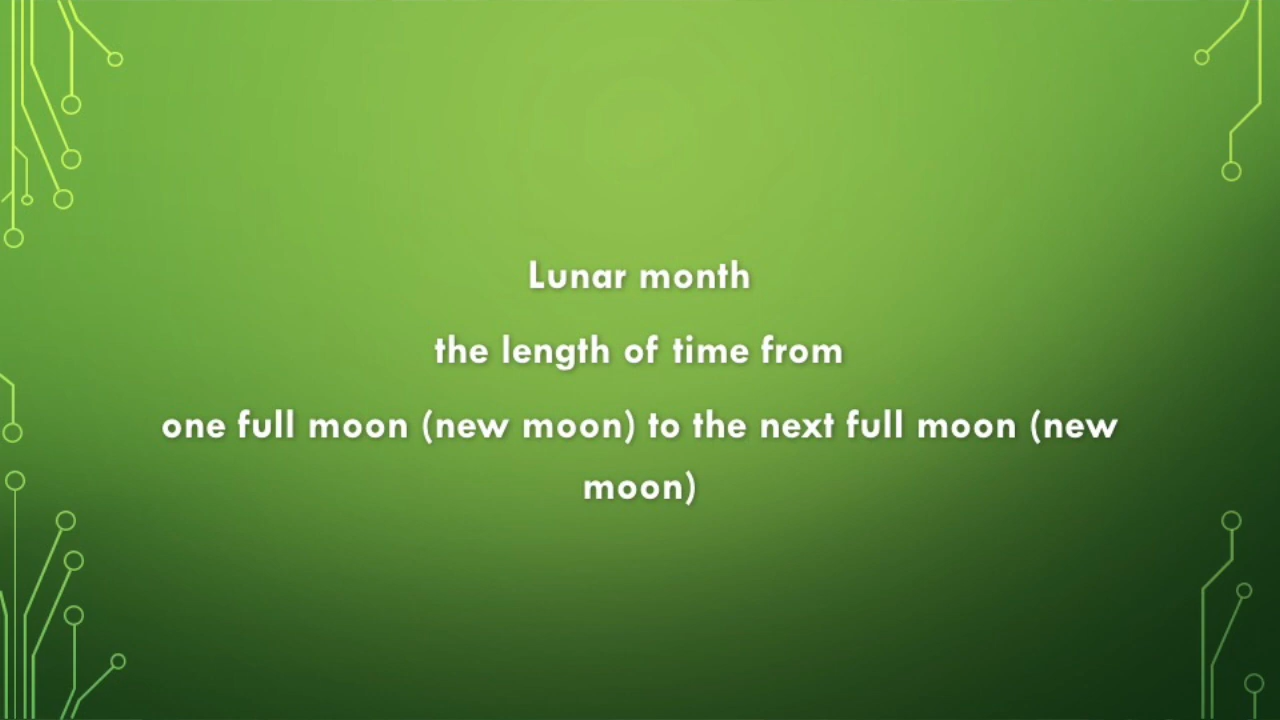 Lunar month
the length of time from
one full moon (new moon) to the next full moon (new
moon)